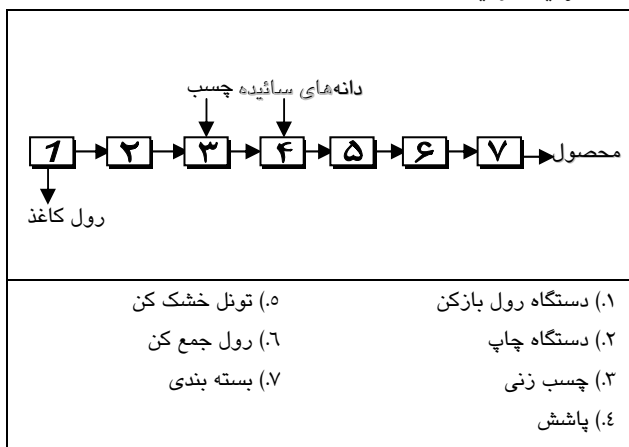 چسب دانه‌های سائیده
1 ۲ ۳ ۴ ۵ ۶ ۷ محصول
رول کاغذ
۱.) دستگاه رول بازکن
۲.) دستگاه چاپ
۳.) چسب زنی
۴.) پاشش
۵.) تونل خشک کن
۶.) رول جمع کن
۷.) بسته بندی